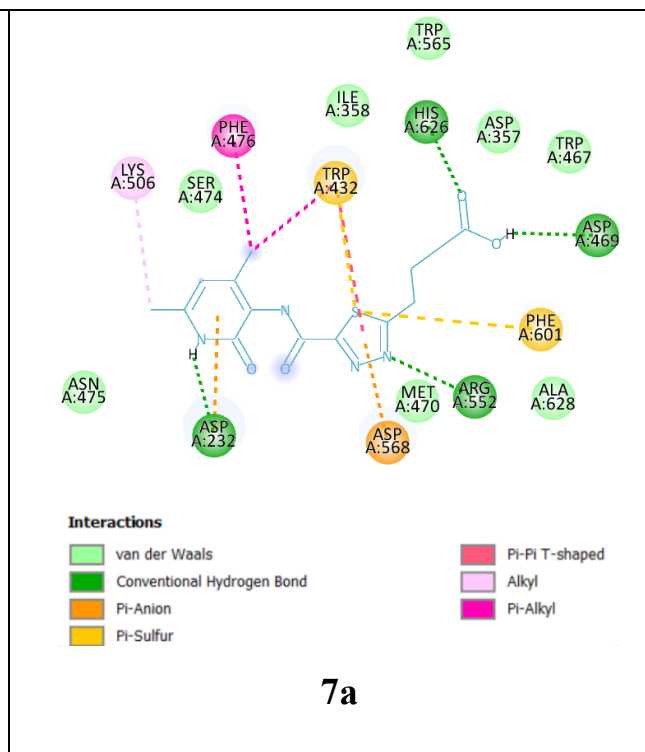 TRP
A:565
ILE
A:358
HIS
A:626
PHE
A:476
ASP
A:357
TRP
A:467
LYS
A:506
SER
A:474
TRP
A:432
O
H
O
ASP
A:469
S
N
PHE
A:601
N
H
O
O
N
N
ASN
A:475
MET
A:470
ARG
A:552
ALA
A:628
ASP
A:232
ASP
A:568
Interactions
van der Waals
Conventional Hydrogen Bond
Pi-Anion
Pi-Sulfur
Pi-Pi T-shaped
Alkyl
Pi-Alkyl
7a